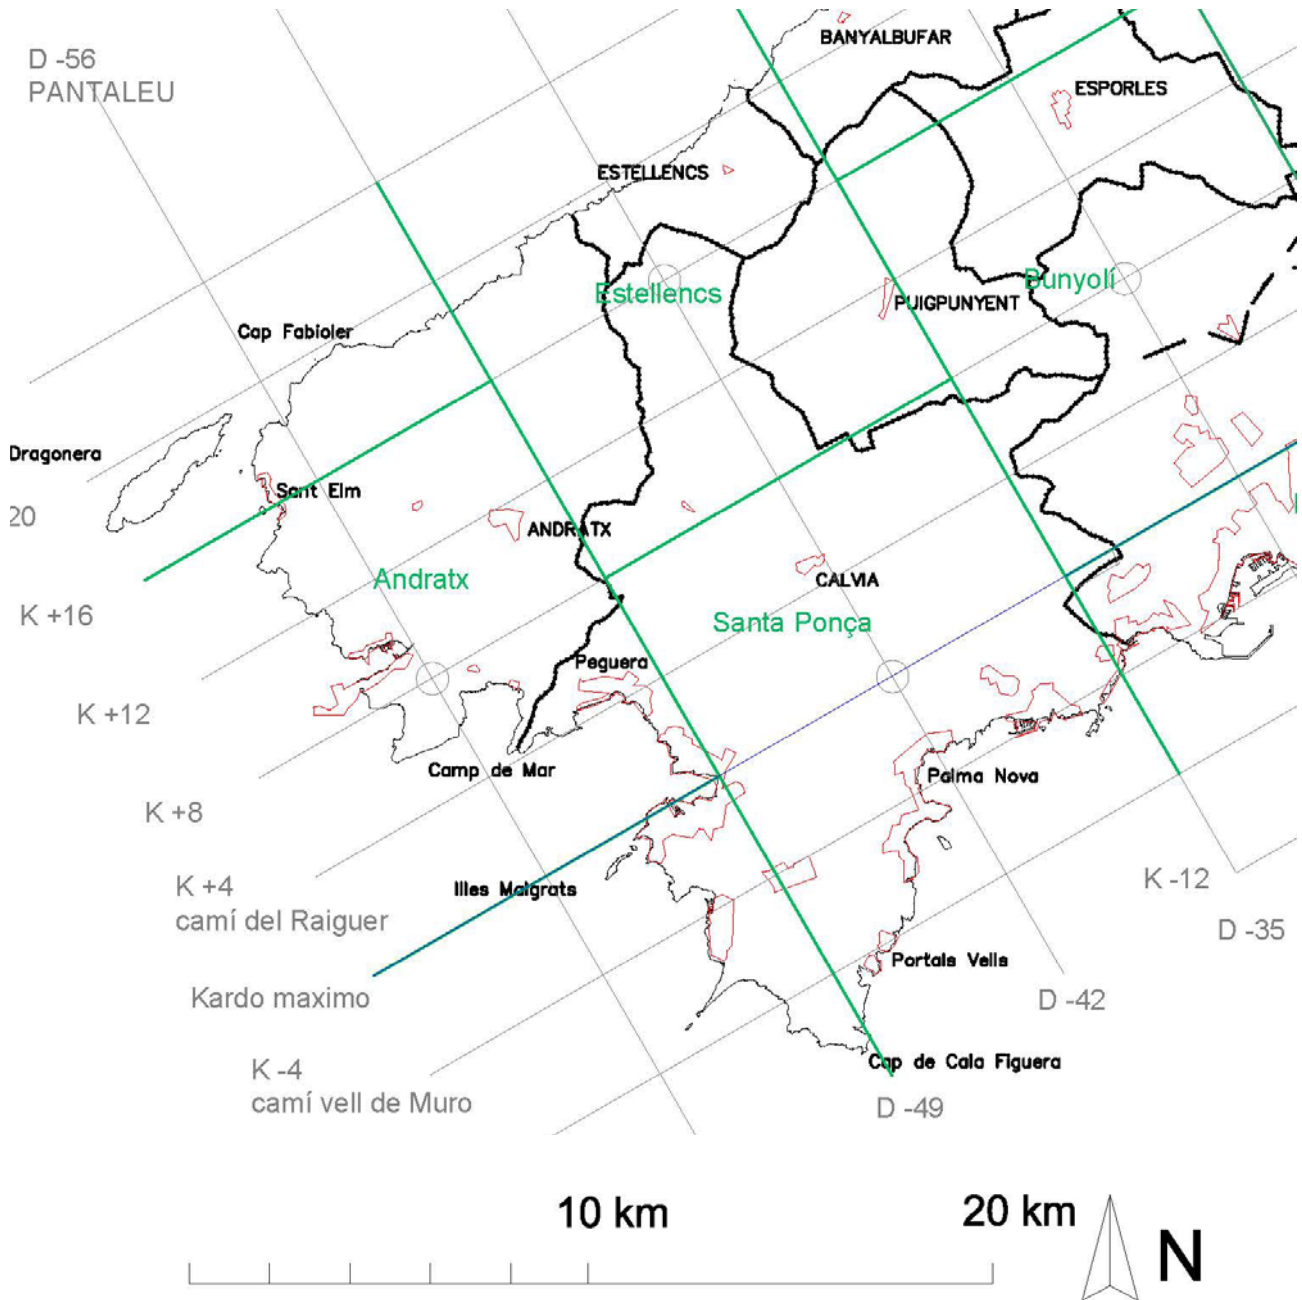 BANYALBUFAR
D -56
PANTALEU
ESPORLES
ESTELLENCS
Bunyolí
Estellencs
PUIGPUNYENT
Cap Fabioler
Dragonera
Sant Elm
20
ANDRATX
Andratx
CALVIA
K +16
Santa Ponça
Peguera
K +12
Camp de Mar
Palma Nova
K +8
K +4
camí del Raiguer
Illes Malgrats
K -12
D -35
Portals Vells
Kardo maximo
D -42
Cap de Cala Figuera
K -4
camí vell de Muro
D -49
10 km
20 km
N